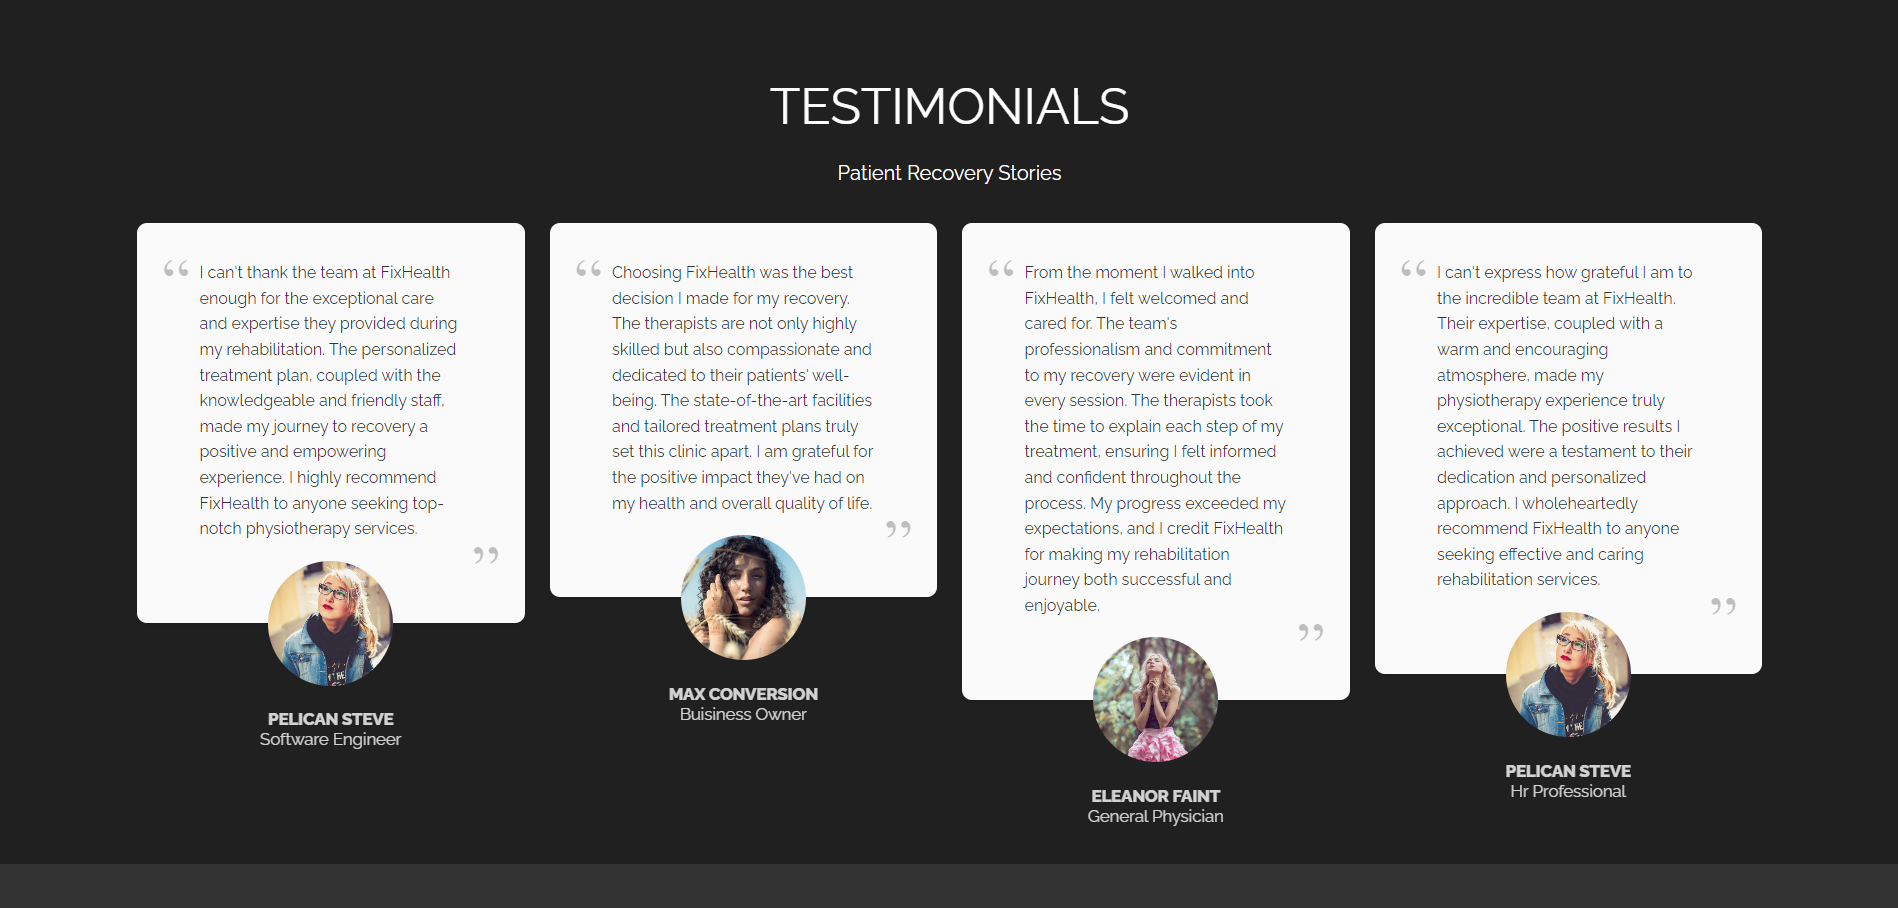 TESTIMONIALS
Patient Recovery Stories
“ I can't thank the team at FixHealth
enough for the exceptional care
and expertise they provided during
my rehabilitation. The personalized
treatment plan, coupled with the
knowledgeable and friendly staff,
made my journey to recovery a
positive and empowering
experience. I highly recommend
FixHealth to anyone seeking top-
notch physiotherapy services.
”
PELICAN STEVE
Software Engineer
“ Choosing FixHealth was the best
decision I made for my recovery.
The therapists are not only highly
skilled but also compassionate and
dedicated to their patients' well-
being. The state-of-the-art facilities
and tailored treatment plans truly
set this clinic apart. I am grateful for
the positive impact they've had on
my health and overall quality of life.
”
MAX CONVERSION
Buisiness Owner
“ From the moment I walked into
FixHealth, I felt welcomed and
cared for. The team's
professionalism and commitment
to my recovery were evident in
every session. The therapists took
the time to explain each step of my
treatment, ensuring I felt informed
and confident throughout the
process. My progress exceeded my
expectations, and I credit FixHealth
for making my rehabilitation
journey both successful and
enjoyable.
”
ELEANOR FAINT
General Physician
“ I can't express how grateful I am to
the incredible team at FixHealth.
Their expertise, coupled with a
warm and encouraging
atmosphere, made my
physiotherapy experience truly
exceptional. The positive results I
achieved were a testament to their
dedication and personalized
approach. I wholeheartedly
recommend FixHealth to anyone
seeking effective and caring
rehabilitation services.
”
PELICAN STEVE
Hr Professional